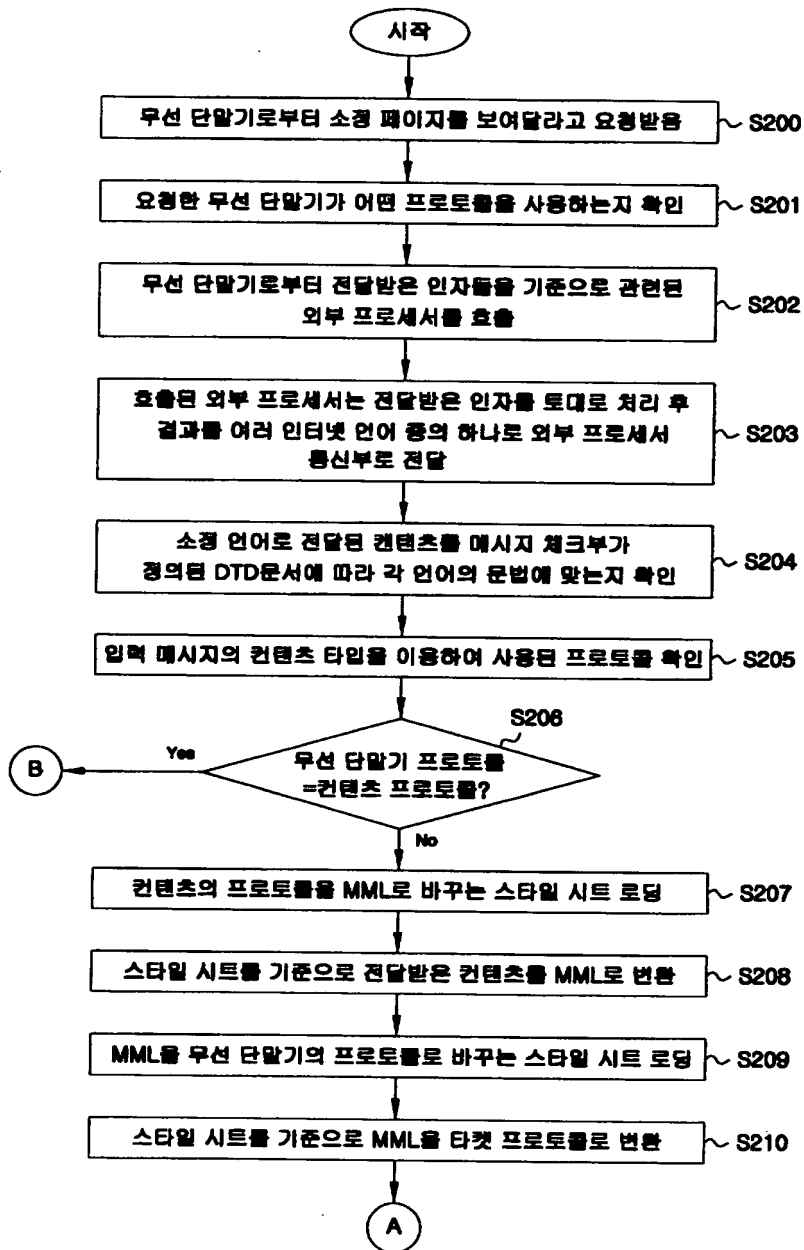 시작
무선 단말기로부터 소정 페이지를 보여달라고 요청받음
S200
요청한 무선 단말기가 어떤 프로토콜을 사용하는지 확인
S201
무선 단말기로부터 전달받은 인자들을 기준으로 관련된
외부 프로세서를 호출
S202
호출된 외부 프로세서는 전달받은 인자를 토대로 처리 후
결과를 여러 인터넷 언어 중의 하나로 외부 프로세서
통신부로 전달
S203
소정 언어로 전달된 컨텐츠를 메시지 체크부가
정의된 DTD문서에 따라 각 언어의 문법에 맞는지 확인
S204
입력 메시지의 컨텐츠 타입을 이용하여 사용된 프로토콜 확인
S205
S206
무선 단말기 프로토콜
=컨텐츠 프로토콜?
Yes
B
No
컨텐츠의 프로토콜을 MML로 바꾸는 스타일 시트 로딩
S207
스타일 시트를 기준으로 전달받은 컨텐츠를 MML로 변환
S208
MML을 무선 단말기의 프로토콜로 바꾸는 스타일 시트 로딩
S209
스타일 시트를 기준으로 MML을 타켓 프로토콜로 변환
S210
A